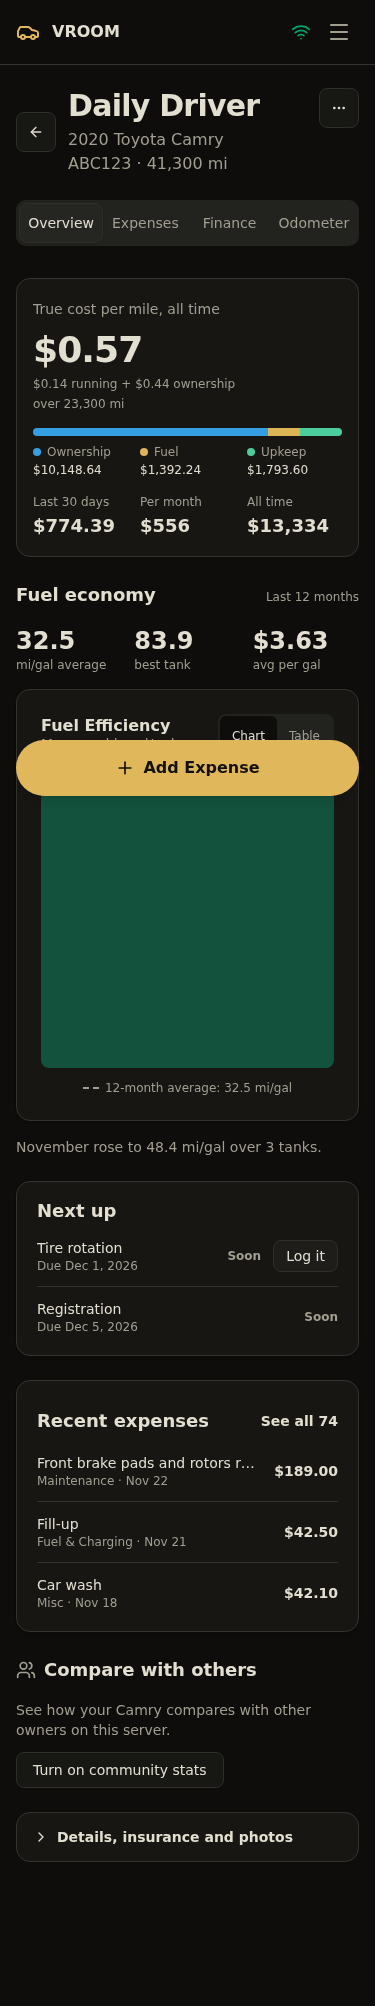 VROOM
Daily Driver
2020 Toyota Camry
ABC123 · 41,300 mi
Overview
Expenses
Finance
Odometer
True cost per mile, all time
$0.57
$0.14 running + $0.44 ownership
over 23,300 mi
Ownership
Fuel
Upkeep
$10,148.64
$1,392.24
$1,793.60
Last 30 days
Per month
All time
$774.39
$556
$13,334
Fuel economy
Last 12 months
32.5
83.9
$3.63
mi/gal average
best tank
avg per gal
Fuel Efficiency
Chart
Table
Add Expense
12-month average: 32.5 mi/gal
November rose to 48.4 mi/gal over 3 tanks.
Next up
Tire rotation
Due Dec 1, 2026
Soon
Log it
Registration
Due Dec 5, 2026
Soon
Recent expenses
See all 74
Front brake pads and rotors r...
Maintenance · Nov 22
$189.00
Fill-up
Fuel & Charging · Nov 21
$42.50
Car wash
Misc · Nov 18
$42.10
Compare with others
See how your Camry compares with other
owners on this server.
Turn on community stats
Details, insurance and photos